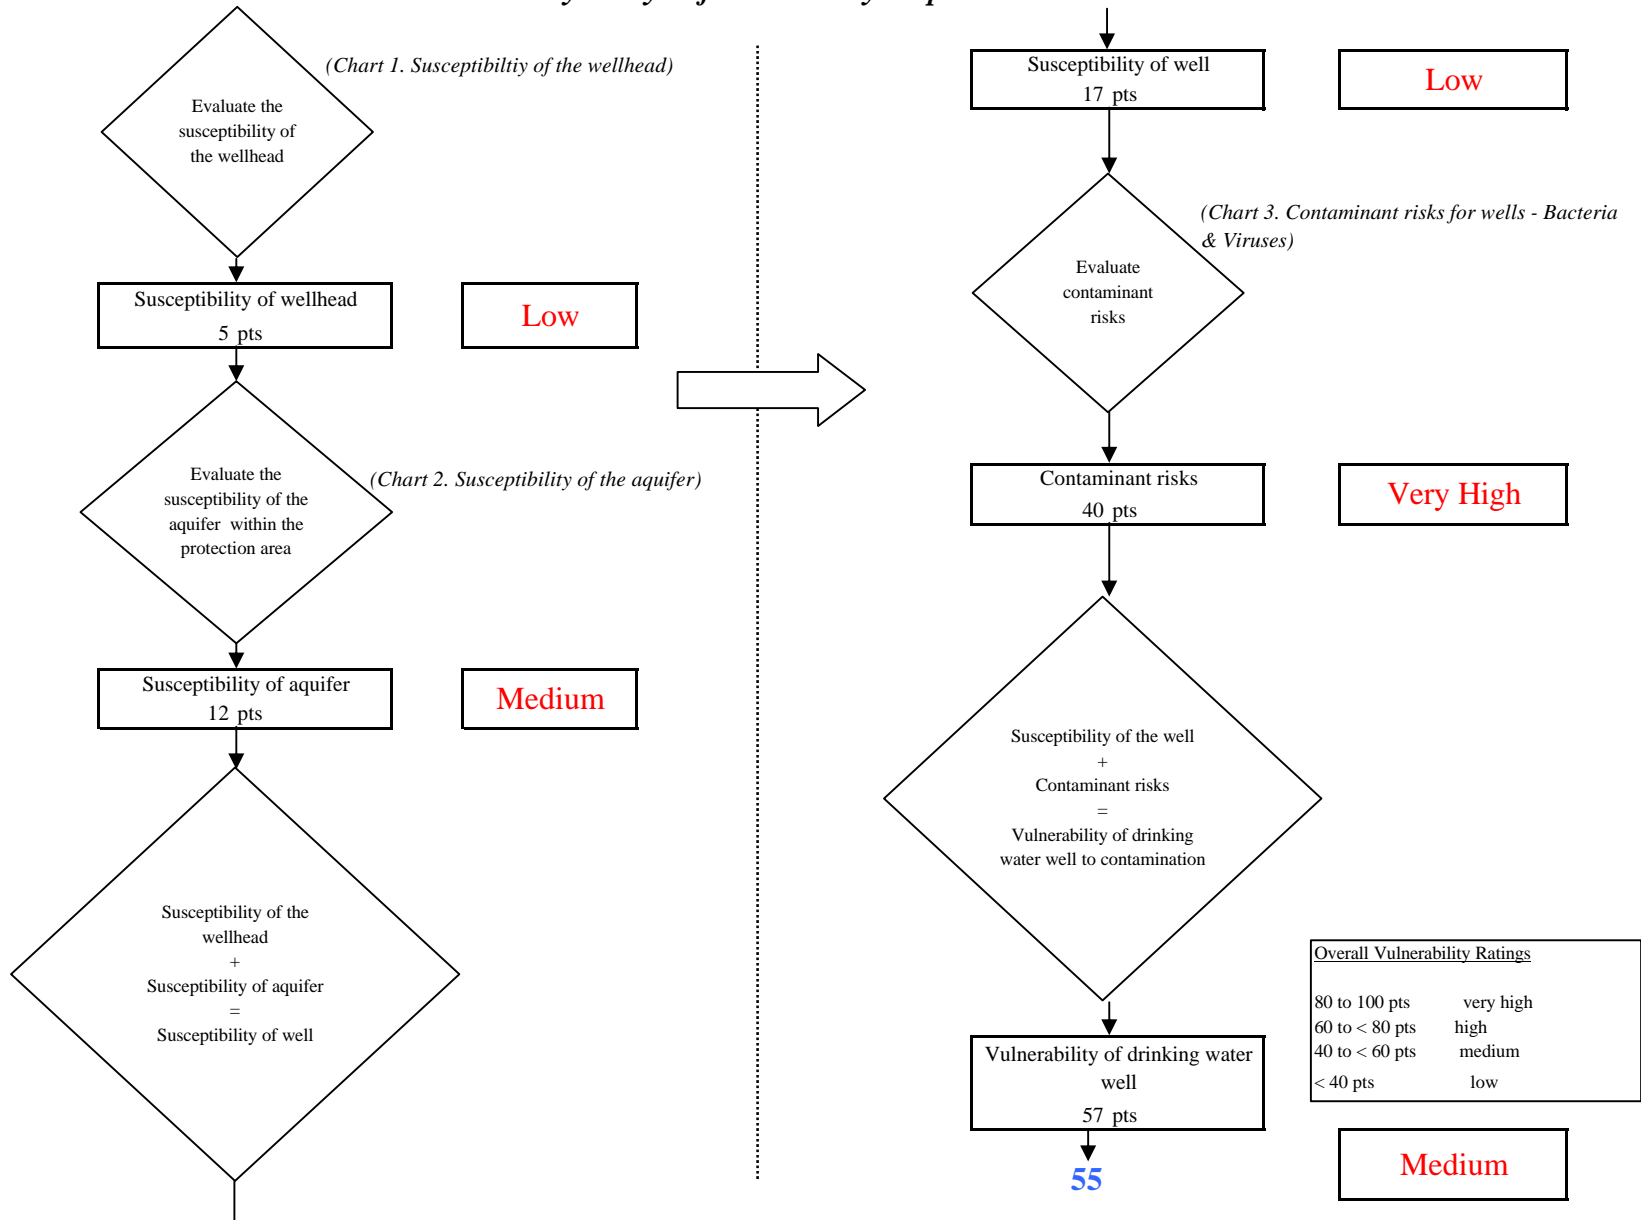 (Chart 1. Susceptibiltiy of the wellhead)
Evaluate the
susceptibility of
the wellhead
Susceptibility of wellhead
5 pts
Low
Evaluate the
susceptibility of the
aquifer within the
protection area
(Chart 2. Susceptibility of the aquifer)
Susceptibility of aquifer
12 pts
Medium
Susceptibility of the
wellhead
+
Susceptibility of aquifer
=
Susceptibility of well
Susceptibility of well
17 pts
Low
(Chart 3. Contaminant risks for wells - Bacteria
& Viruses)
Evaluate
contaminant
risks
Contaminant risks
40 pts
Very High
Susceptibility of the well
+
Contaminant risks
=
Vulnerability of drinking
water well to contamination
Overall Vulnerability Ratings
80 to 100 pts very high
60 to < 80 pts high
40 to < 60 pts medium
< 40 pts low
Vulnerability of drinking water
well
57 pts
55
Medium